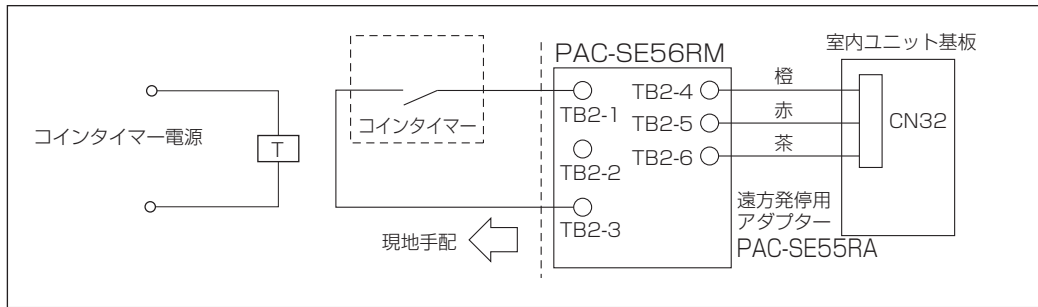 コインタイマー電源
T
コインタイマー
現地手配
PAC-SE56RM
TB2-1
TB2-2
TB2-3
TB2-4
TB2-5
TB2-6
橙
赤
茶
遠方発停用
アダプター
PAC-SE55RA
室内ユニット基板
CN32